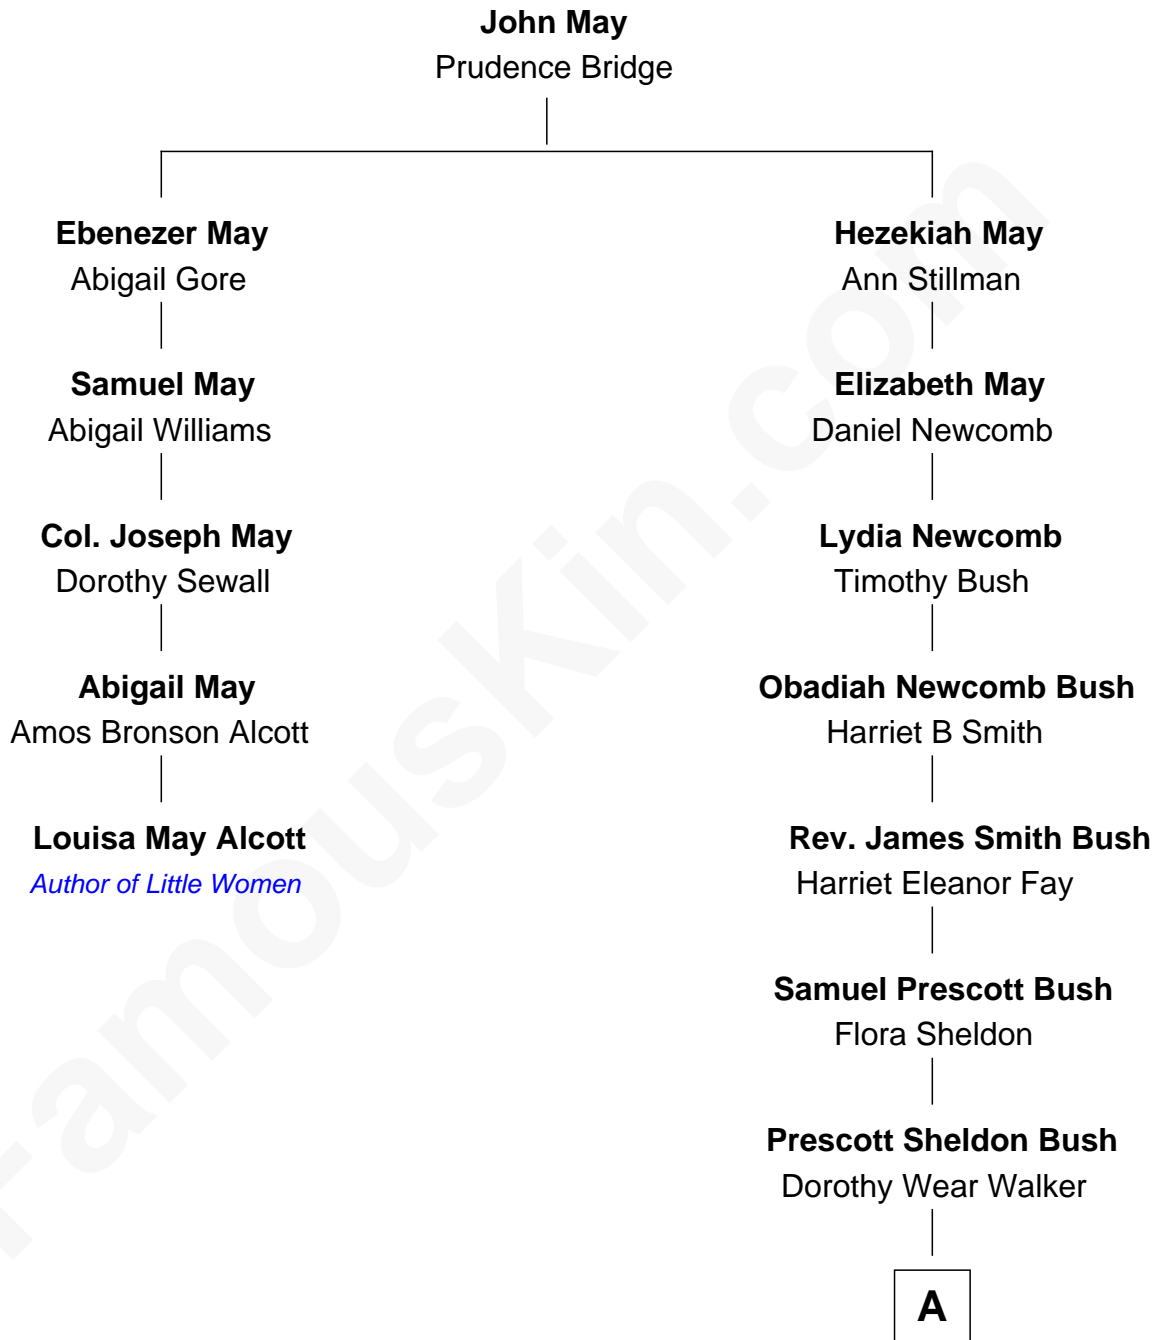 John May
Prudence Bridge
Ebenezer May
Abigail Gore
Samuel May
Abigail Williams
Col. Joseph May
Dorothy Sewall
Abigail May
Amos Bronson Alcott
Louisa May Alcott
Author of Little Women
Hezekiah May
Ann Stillman
Elizabeth May
Daniel Newcomb
Lydia Newcomb
Timothy Bush
Obadiah Newcomb Bush
Harriet B Smith
Rev. James Smith Bush
Harriet Eleanor Fay
Samuel Prescott Bush
Flora Sheldon
Prescott Sheldon Bush
Dorothy Wear Walker
A
FamousKin.com